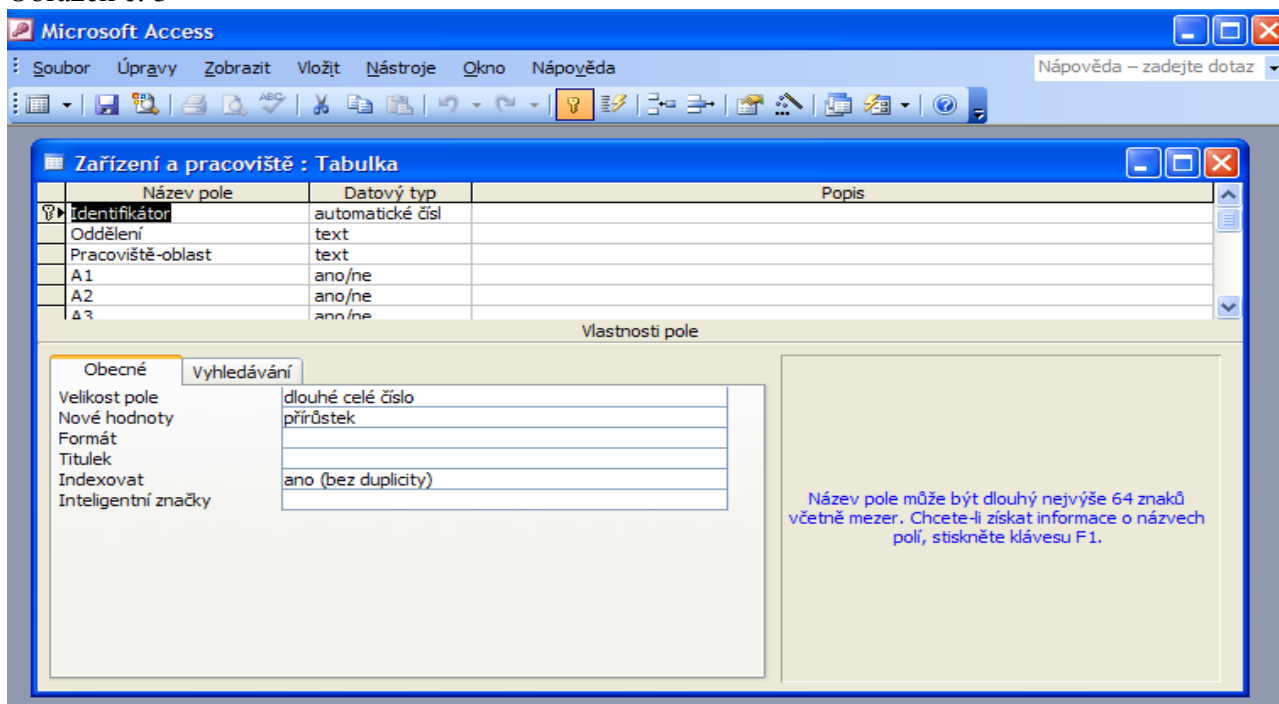 Microsoft Access
Soubor Úpravy Zobrazit Vložit Nástroje Okno Nápověda Nápověda – zadejte dotaz
Zařízení a pracoviště : Tabulka
Název pole Datový typ Popis
Identifikátor automatické čísl
Oddělení text
Pracoviště-oblast text
A1 ano/ne
A2 ano/ne
A3 ano/ne
Vlastnosti pole
Obecné Vyhledávání
Velikost pole dlouhé celé číslo
Nové hodnoty přírůstek
Formát
Titulek
Indexovat ano (bez duplicity)
Inteligentní značky
Název pole může být dlouhý nejvýše 64 znaků
včetně mezer. Chcete-li získat informace o názvech
polí, stiskněte klávesu F1.